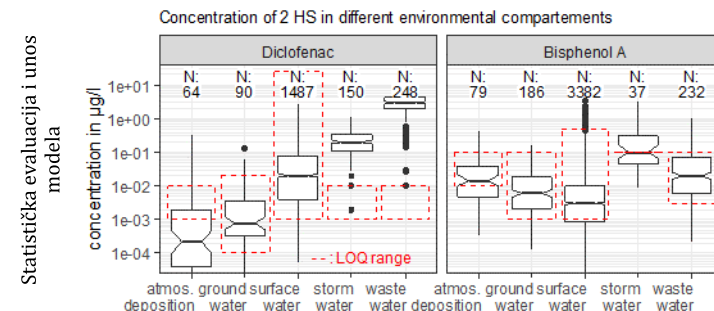 Statistička evaluacija i unos
modela
Concentration of 2 HS in different environmental compartements
Diclofenac
Bisphenol A
N: N: N: N: N:
64 90 1487 150 248
N: N: N: N: N:
79 186 3382 37 232
concentration in µg/l
1e+01
1e+00
1e-01
1e-02
1e-03
1e-04
--: LOQ range
atmos. ground surface storm waste
deposition water water water water
atmos. ground surface storm waste
deposition water water water water